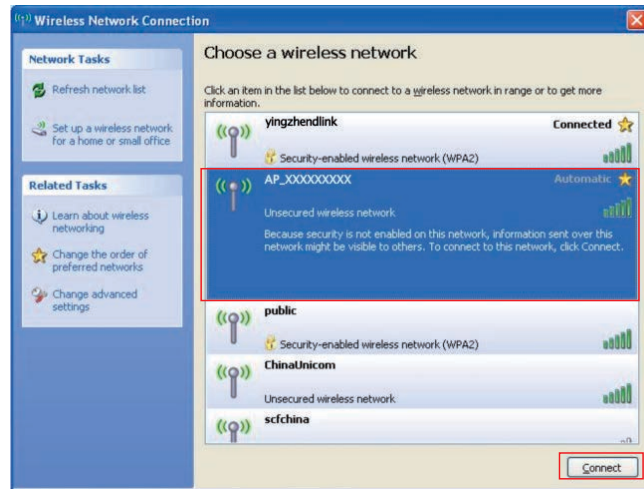 Wireless Network Connection
Network Tasks
Refresh network list
Set up a wireless network
for a home or small office
Related Tasks
Learn about wireless
networking
Change the order of
preferred networks
Change advanced
settings
Choose a wireless network
Click an item in the list below to connect to a wireless network in range or to get more
information.
yingzhendlink
Connected
Security-enabled wireless network (WPA2)
AP_XXXXXXXXX
Automatic
Unsecured wireless network
Because security is not enabled on this network, information sent over this
network might be visible to others. To connect to this network, click Connect.
public
Security-enabled wireless network (WPA2)
ChinaUnicom
Unsecured wireless network
scfchina
Connect